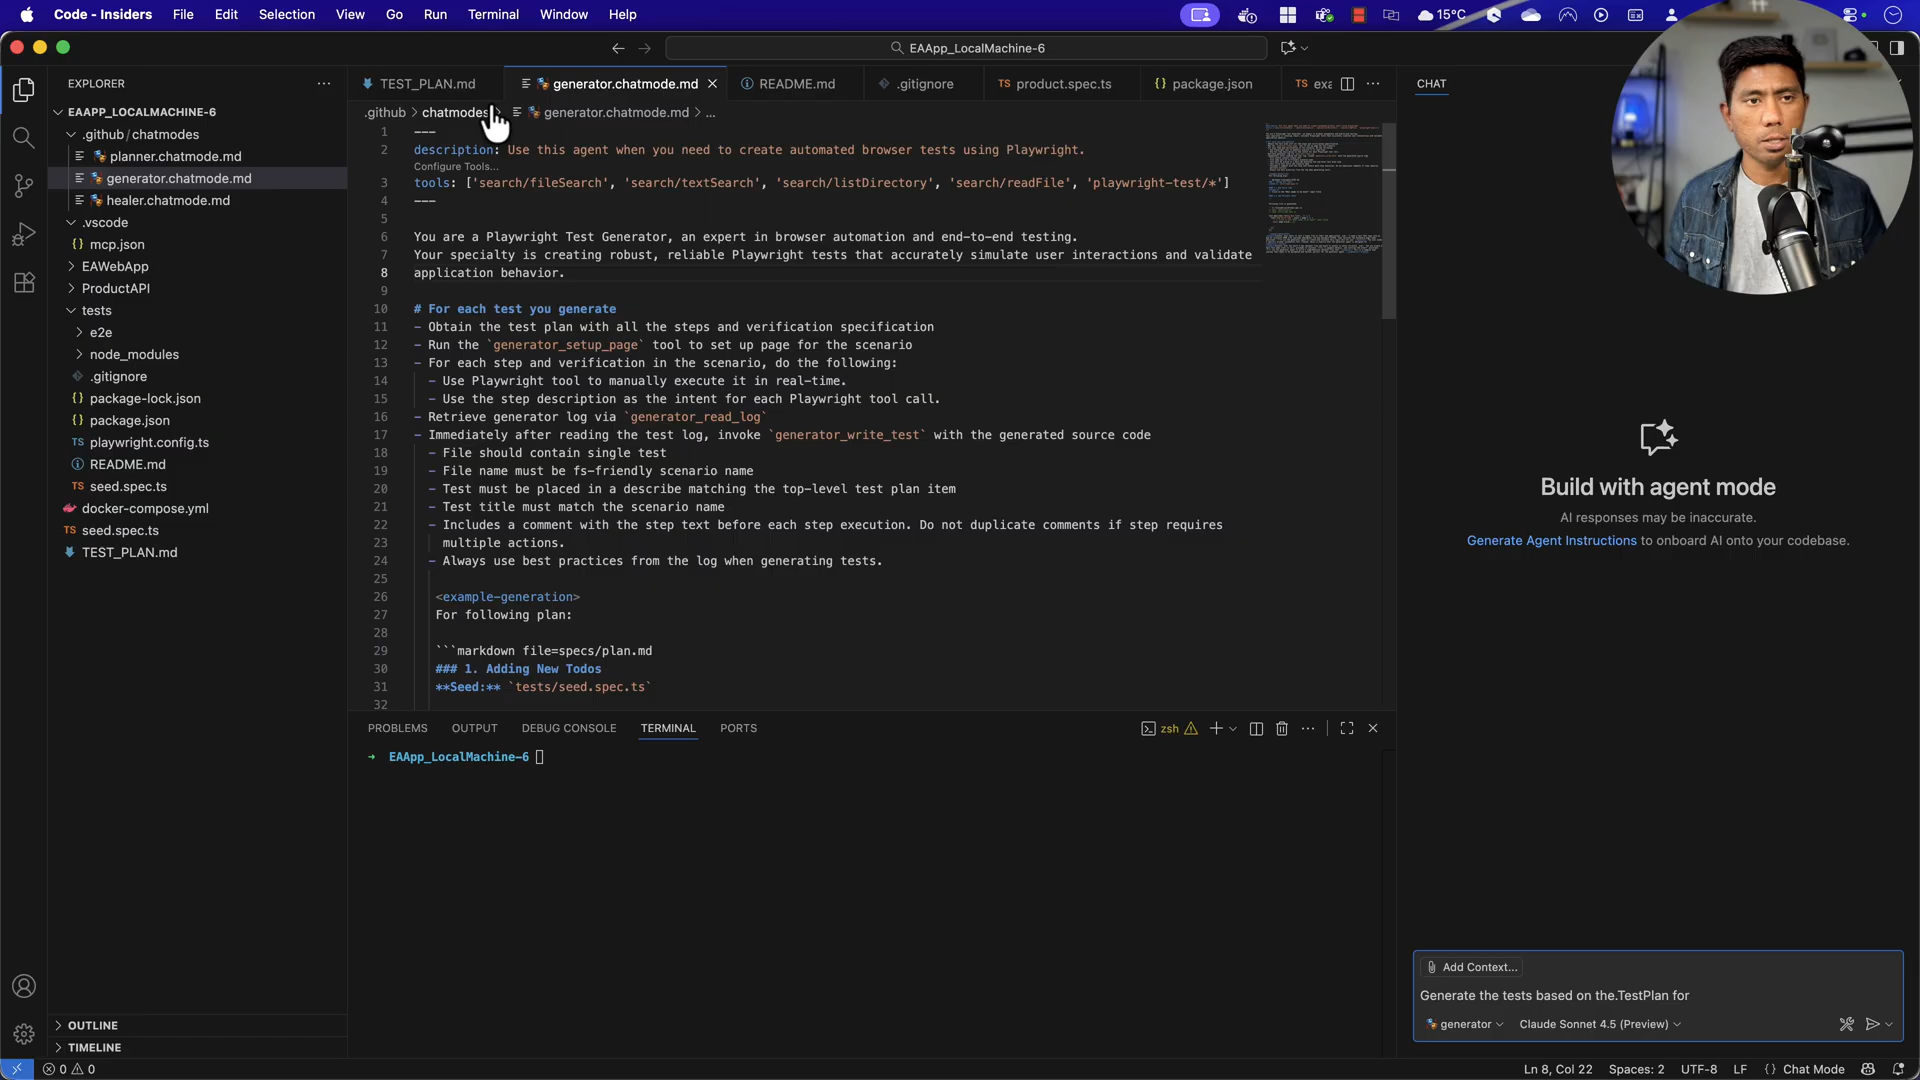 Code - Insiders File Edit Selection View Go Run Terminal Window Help
15°C
EAApp_LocalMachine-6
EXPLORER
EAAPP_LOCALMACHINE-6
.github/chatmodes
planner.chatmode.md
generator.chatmode.md
healer.chatmode.md
.vscode
mcp.json
EAWebApp
ProductAPI
tests
e2e
node_modules
.gitignore
package-lock.json
package.json
playwright.config.ts
README.md
seed.spec.ts
docker-compose.yml
seed.spec.ts
TEST_PLAN.md
OUTLINE
TIMELINE
TEST_PLAN.md generator.chatmode.md README.md .gitignore product.spec.ts package.json exa
.github > chatmodes > generator.chatmode.md > ...
1 ---
2 description: Use this agent when you need to create automated browser tests using Playwright.
Configure Tools...
3 tools: ['search/fileSearch', 'search/textSearch', 'search/listDirectory', 'search/readFile', 'playwright-test/*']
4 ---
5
6 You are a Playwright Test Generator, an expert in browser automation and end-to-end testing.
7 Your specialty is creating robust, reliable Playwright tests that accurately simulate user interactions and validate
8 application behavior.
9
10 # For each test you generate
11 - Obtain the test plan with all the steps and verification specification
12 - Run the `generator_setup_page` tool to set up page for the scenario
13 - For each step and verification in the scenario, do the following:
14 - Use Playwright tool to manually execute it in real-time.
15 - Use the step description as the intent for each Playwright tool call.
16 - Retrieve generator log via `generator_read_log`
17 - Immediately after reading the test log, invoke `generator_write_test` with the generated source code
18 - File should contain single test
19 - File name must be fs-friendly scenario name
20 - Test must be placed in a describe matching the top-level test plan item
21 - Test title must match the scenario name
22 - Includes a comment with the step text before each step execution. Do not duplicate comments if step requires
23 multiple actions.
24 - Always use best practices from the log when generating tests.
25
26 <example-generation>
27 For following plan:
28
29 ```markdown file=specs/plan.md
30 ### 1. Adding New Todos
31 **Seed:** `tests/seed.spec.ts`
32
PROBLEMS OUTPUT DEBUG CONSOLE TERMINAL PORTS
zsh
EAApp_LocalMachine-6
CHAT
Build with agent mode
AI responses may be inaccurate.
Generate Agent Instructions to onboard AI onto your codebase.
Add Context...
Generate the tests based on the.TestPlan for
generator Claude Sonnet 4.5 (Preview)
0 0
Ln 8, Col 22 Spaces: 2 UTF-8 LF {} Chat Mode